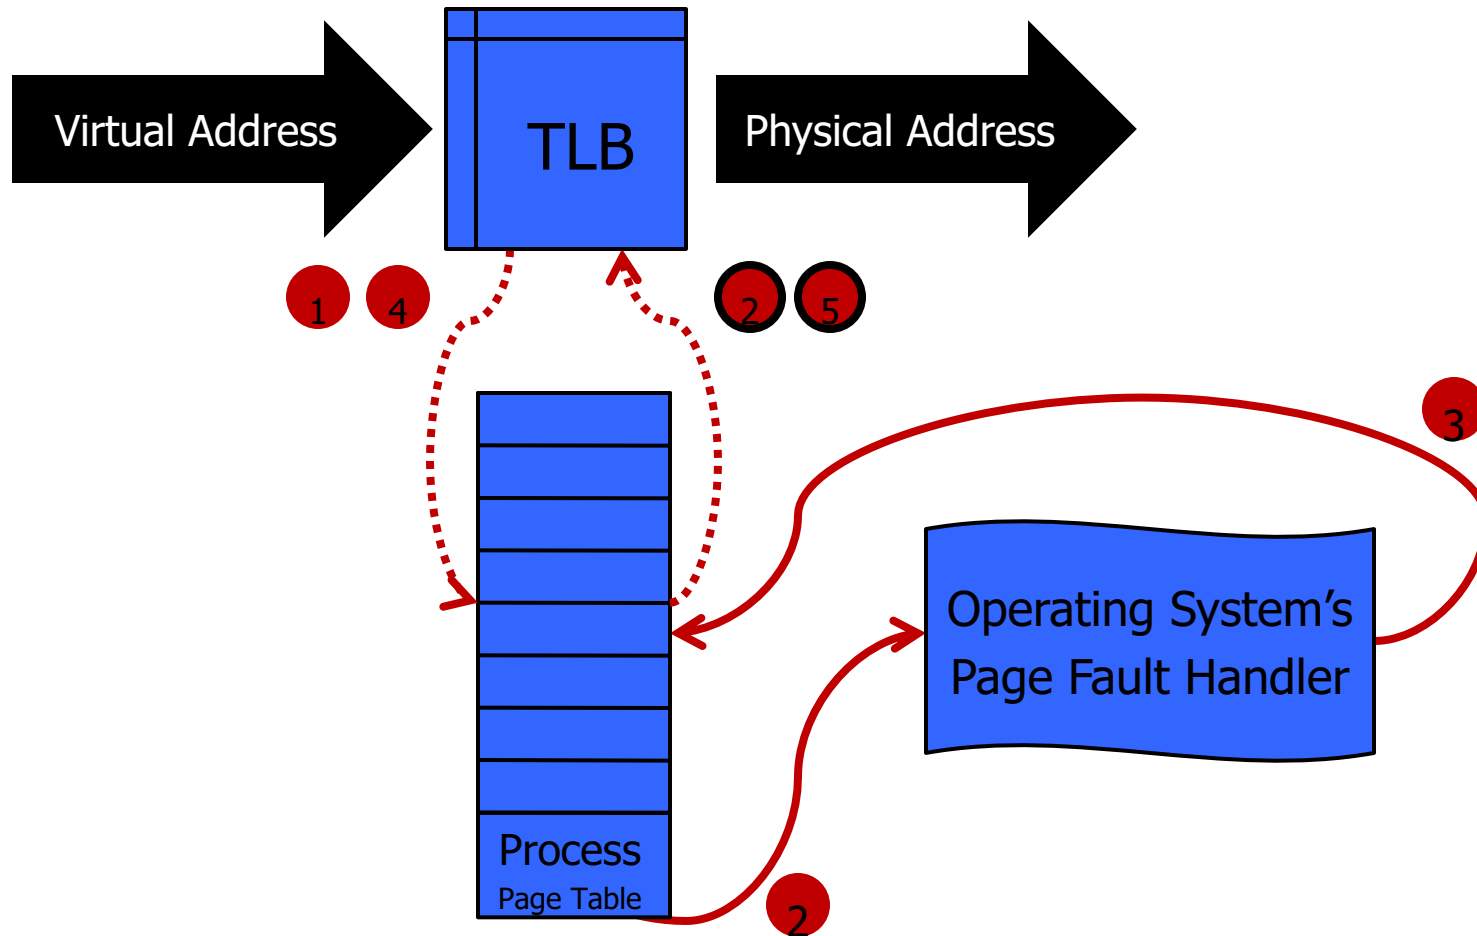 Virtual Address
TLB
Physical Address
1 4
2 5
3
Operating System’s
Page Fault Handler
Process
Page Table
2